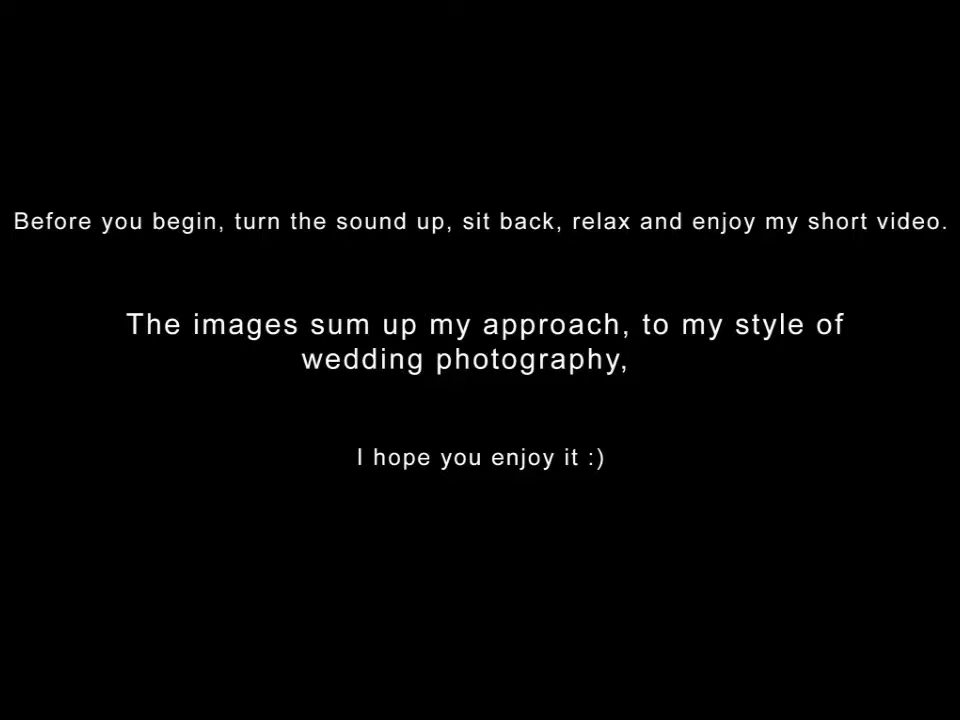 Before you begin, turn the sound up, sit back, relax and enjoy my short video.
The images sum up my approach, to my style of
wedding photography,
I hope you enjoy it :)